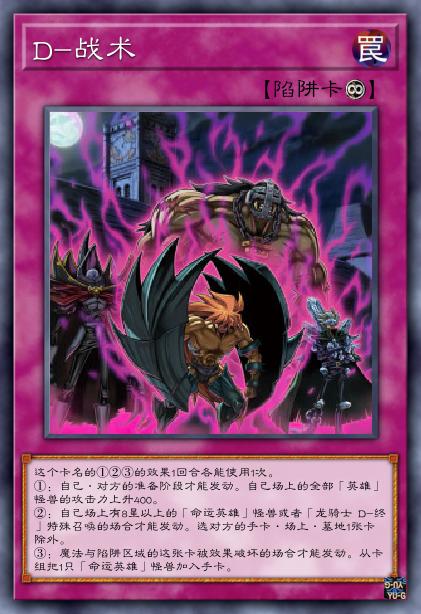 D-战术
罠
【陷阱卡】
这个卡名的①②③的效果1回合各能使用1次。
①：自己·对方的准备阶段才能发动。自己场上的全部「英雄」
怪兽的攻击力上升400。
②：自己场上有8星以上的「命运英雄」怪兽或者「龙骑士 D-终
」特殊召唤的场合才能发动。选对方的手卡·场上·墓地1张卡
除外。
③：魔法与陷阱区域的这张卡被效果破坏的场合才能发动。从卡
组把1只「命运英雄」怪兽加入手卡。
YU-G